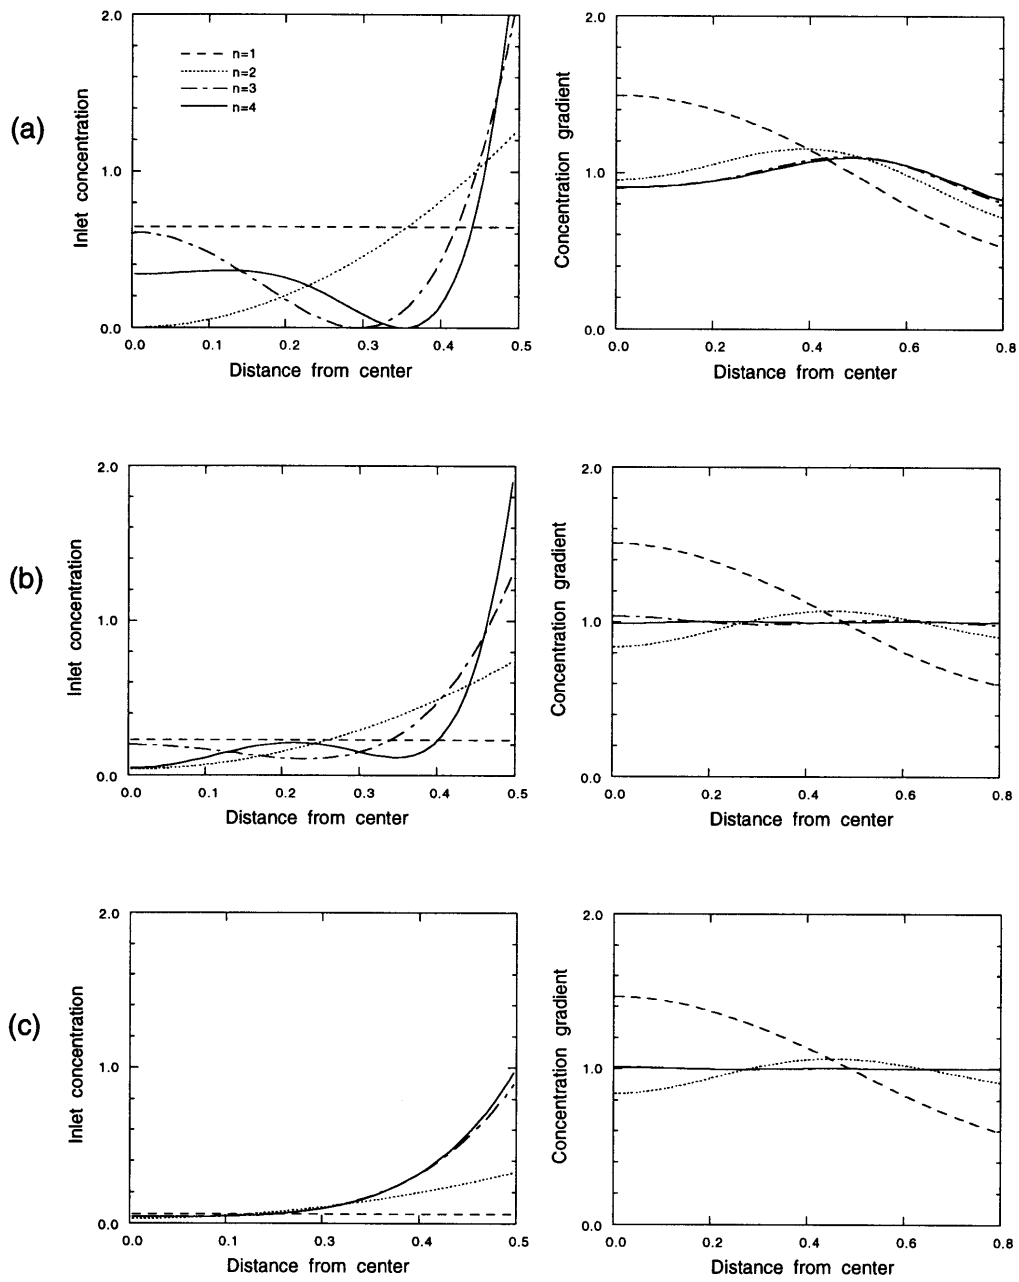 (a)
Inlet concentration
2.0
1.0
0.0
n=1
n=2
n=3
n=4
0.0 0.1 0.2 0.3 0.4 0.5
Distance from center
Concentration gradient
2.0
1.0
0.0
0.0 0.2 0.4 0.6 0.8
Distance from center
(b)
Inlet concentration
2.0
1.0
0.0
0.0 0.1 0.2 0.3 0.4 0.5
Distance from center
Concentration gradient
2.0
1.0
0.0
0.0 0.2 0.4 0.6 0.8
Distance from center
(c)
Inlet concentration
2.0
1.0
0.0
0.0 0.1 0.3 0.4 0.5
Distance from center
Concentration gradient
2.0
1.0
0.0
0.0 0.2 0.4 0.6 0.8
Distance from center